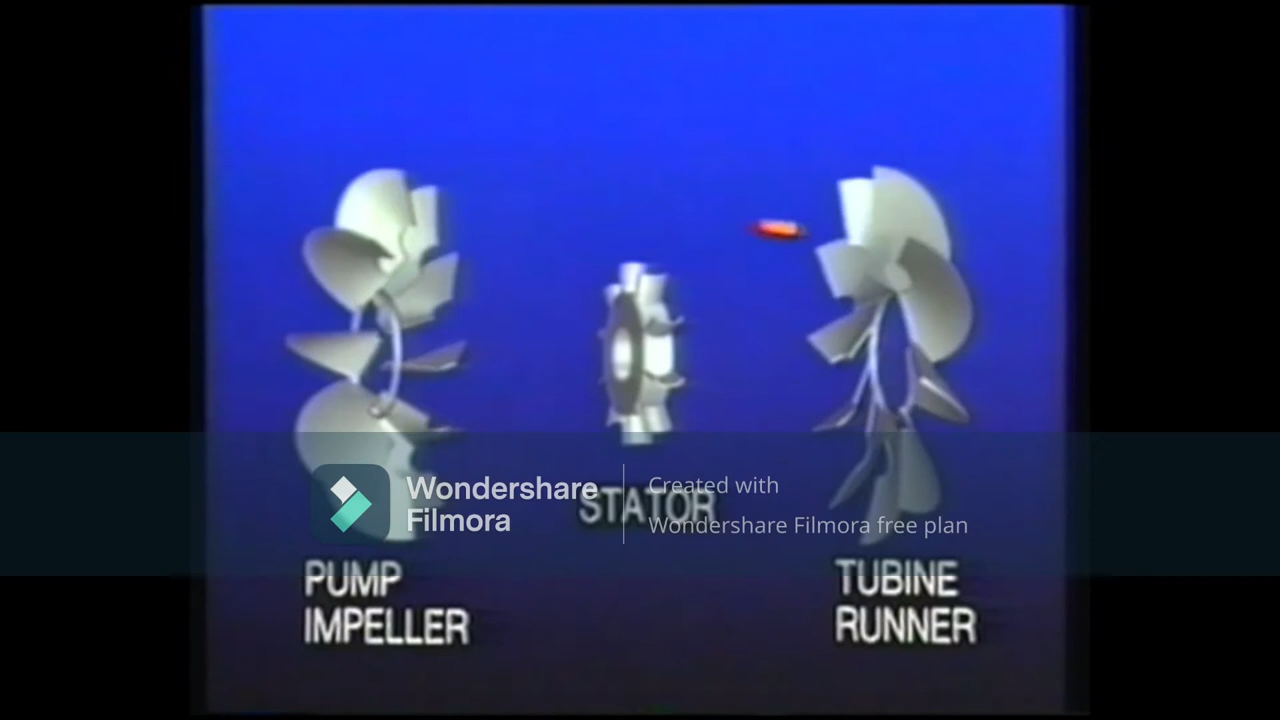 Wondershare
Filmora
Created with
Wondershare Filmora free plan
STATOR
PUMP
IMPELLER
TUBINE
RUNNER